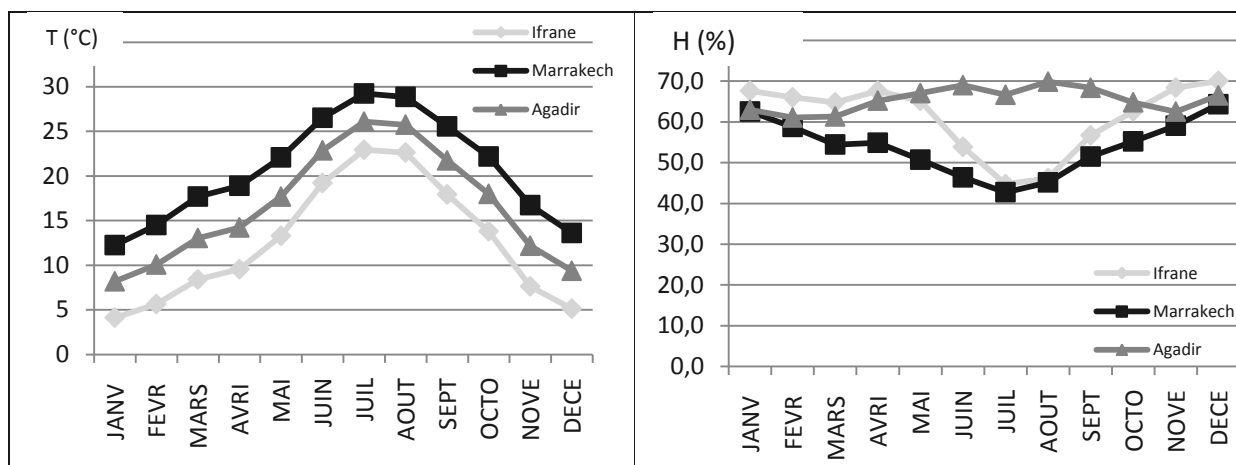 T (°C)
Ifrane
Marrakech
Agadir
30
25
20
15
10
5
0
JANV
FEVR
MARS
AVRI
MAI
JUIN
JUIL
AOUT
SEPT
OCTO
NOVE
DECE
H (%)
70,0
60,0
50,0
40,0
30,0
20,0
10,0
0,0
Ifrane
Marrakech
Agadir
JANV
FEVR
MARS
AVRI
MAI
JUIN
JUIL
AOUT
SEPT
OCTO
NOVE
DECE